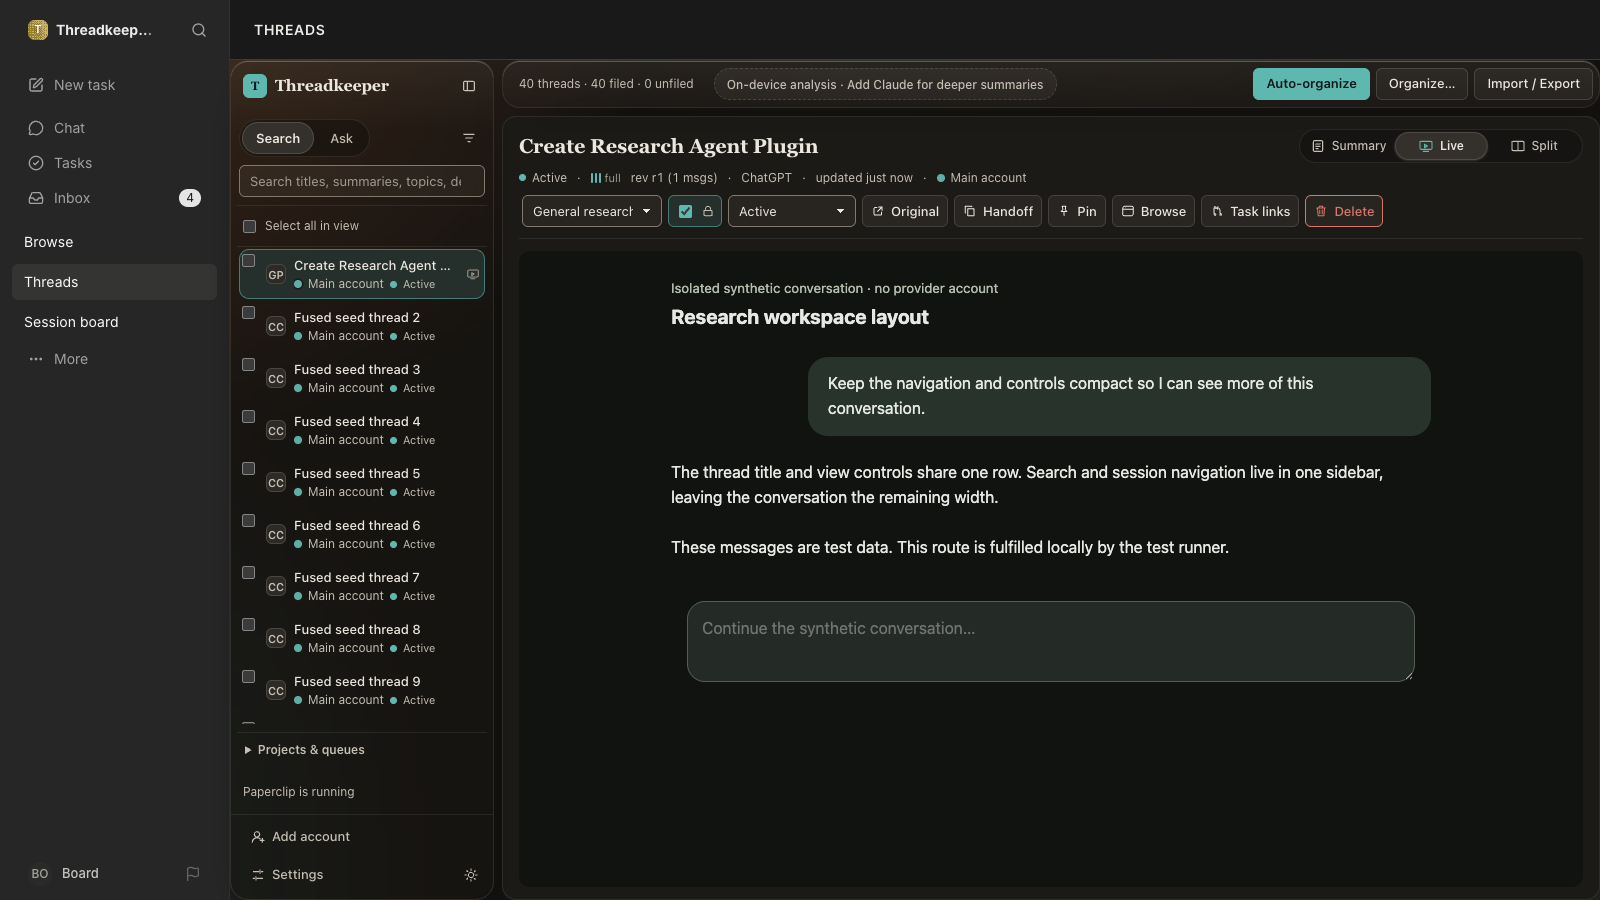 T Threadkeep...
New task
Chat
Tasks
Inbox 4
Browse
Threads
Session board
More
BO Board
THREADS
T Threadkeeper
Search Ask
Search titles, summaries, topics, de
Select all in view
GP Create Research Agent ...
Main account Active
CC Fused seed thread 2
Main account Active
CC Fused seed thread 3
Main account Active
CC Fused seed thread 4
Main account Active
CC Fused seed thread 5
Main account Active
CC Fused seed thread 6
Main account Active
CC Fused seed thread 7
Main account Active
CC Fused seed thread 8
Main account Active
CC Fused seed thread 9
Main account Active
Projects & queues
Paperclip is running
Add account
Settings
40 threads · 40 filed · 0 unfiled On-device analysis · Add Claude for deeper summaries Auto-organize Organize... Import / Export
Create Research Agent Plugin Summary Live Split
Active · full rev r1 (1 msgs) · ChatGPT · updated just now · Main account
General research Active Original Handoff Pin Browse Task links Delete
Isolated synthetic conversation · no provider account
Research workspace layout
Keep the navigation and controls compact so I can see more of this
conversation.
The thread title and view controls share one row. Search and session navigation live in one sidebar,
leaving the conversation the remaining width.
These messages are test data. This route is fulfilled locally by the test runner.
Continue the synthetic conversation...